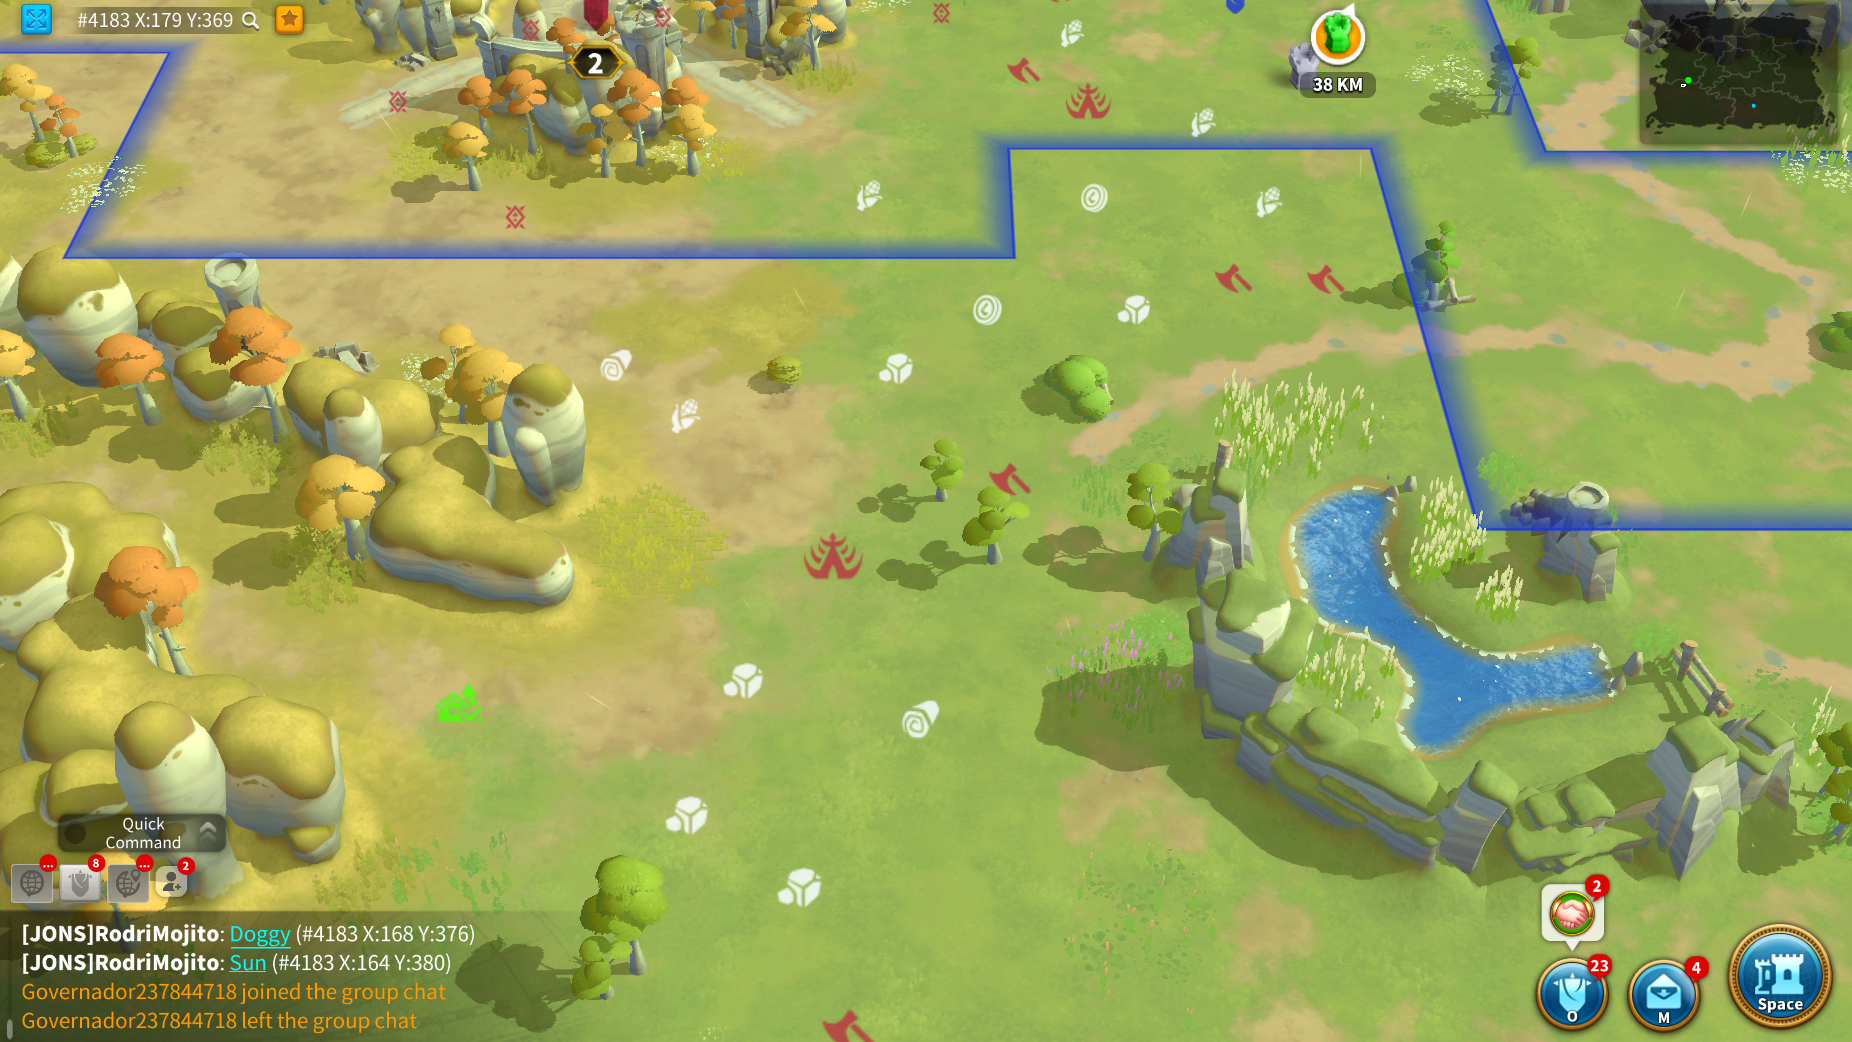 #4183 X:179 Y:369
2
38 KM
Quick
Command
...
8
...
2
[JONS]RodriMojito: Doggy (#4183 X:168 Y:376)
[JONS]RodriMojito: Sun (#4183 X:164 Y:380)
Governador237844718 joined the group chat
Governador237844718 left the group chat
2
23
O
4
M
Space